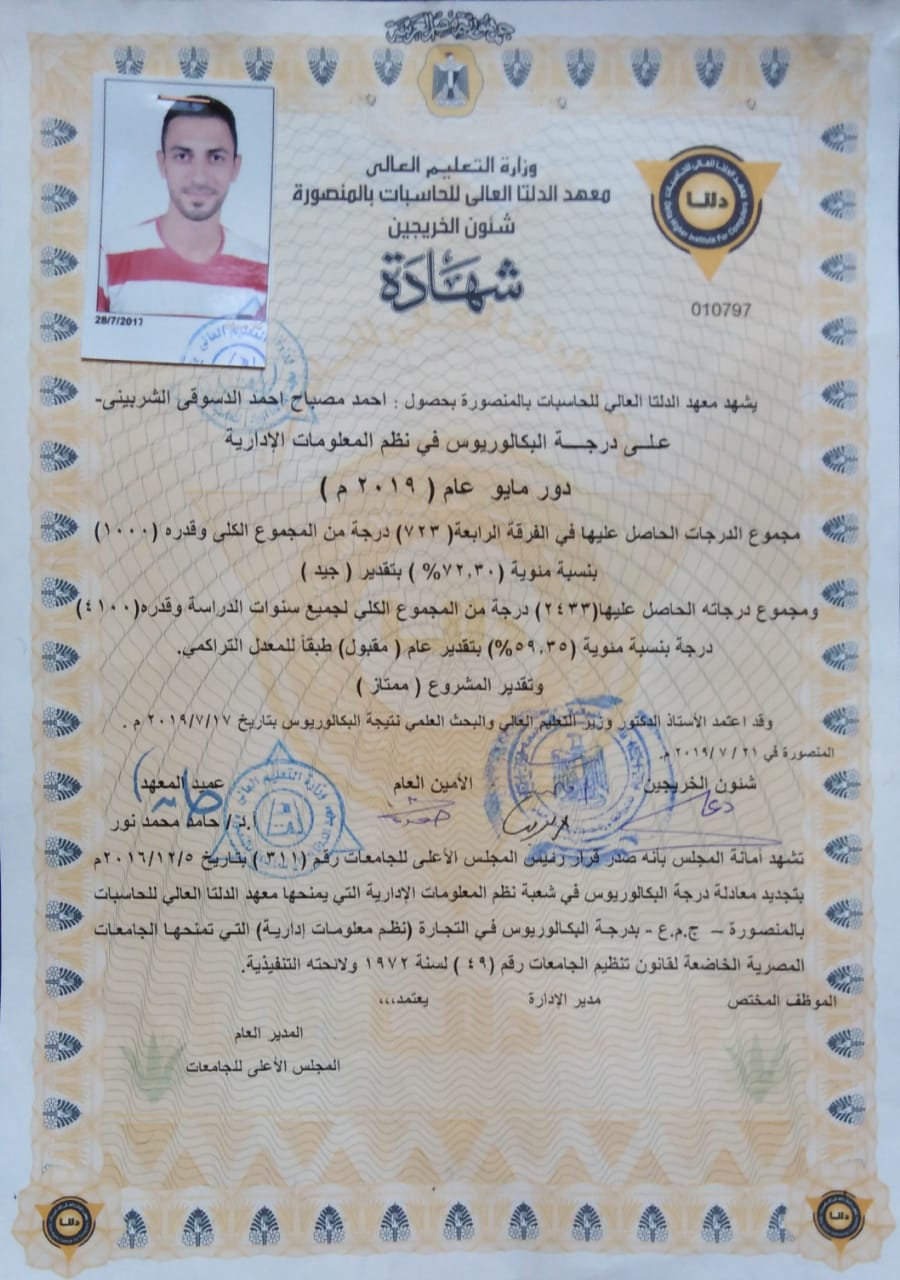 جمهورية مصر العربية
وزارة التعليم العالى
معهد الدلتا العالى للحاسبات بالمنصورة
شئون الخريجين
شهادة
دلتا
Delta Higher Institute For Computers
010797
28/7/2017
يشهد معهد الدلتا العالي للحاسبات بالمنصورة بحصول : احمد مصباح احمد الدسوقى الشربينى-
على درجة البكالوريوس في نظم المعلومات الإدارية
دور مايو عام ( ٢٠١٩ م )
مجموع الدرجات الحاصل عليها في الفرقة الرابعة( ٧٢٣) درجة من المجموع الكلى وقدره (١٠٠٠)
بنسبة مئوية (٧٢,٣٠% ) بتقدير ( جيد )
ومجموع درجاته الحاصل عليها(٢٤٣٣) درجة من المجموع الكلي لجميع سنوات الدراسة وقدره(٤١٠٠)
درجة بنسبة مئوية (٥٩,٣٥%) بتقدير عام ( مقبول) طبقاً للمعدل التراكمي.
وتقدير المشروع ( ممتاز )
وقد اعتمد الأستاذ الدكتور وزير التعليم العالي والبحث العلمي نتيجة البكالوريوس بتاريخ ٢٠١٩/٧/١٧ م .
المنصورة في ٢١ / ٧ /٢٠١٩ م.
شئون الخريجين الأمين العام عميد المعهد
أ.د/ حامد محمد نور
تشهد أمانة المجلس بأنه صدر قرار رئيس المجلس الأعلى للجامعات رقم (٣١١ ) بتاريخ ٢٠١٦/١٢/٥م
بتجديد معادلة درجة البكالوريوس في شعبة نظم المعلومات الإدارية التي يمنحها معهد الدلتا العالي للحاسبات
بالمنصورة – ج.م.ع - بدرجة البكالوريوس في التجارة (نظم معلومات إدارية) التي تمنحها الجامعات
المصرية الخاضعة لقانون تنظيم الجامعات رقم (٤٩ ) لسنة ١٩٧٢ ولائحته التنفيذية.
الموظف المختص مدير الإدارة يعتمد،،،
المدير العام
المجلس الأعلى للجامعات
دلتا
دلتا